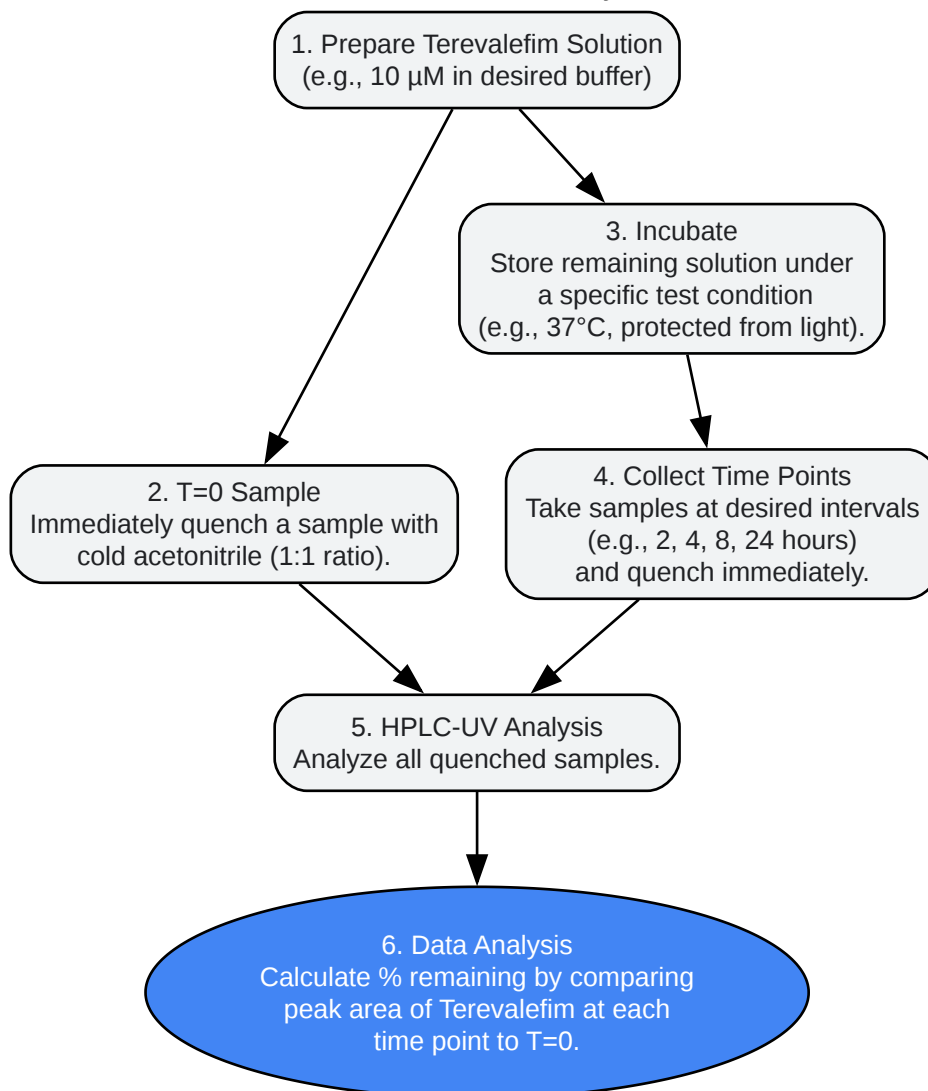 1. Prepare Terevalefim Solution
(e.g., 10 µM in desired buffer)
3. Incubate
Store remaining solution under
a specific test condition
(e.g., 37°C, protected from light).
2. T=0 Sample
Immediately quench a sample with
cold acetonitrile (1:1 ratio).
4. Collect Time Points
Take samples at desired intervals
(e.g., 2, 4, 8, 24 hours)
and quench immediately.
5. HPLC-UV Analysis
Analyze all quenched samples.
6. Data Analysis
Calculate % remaining by comparing
peak area of Terevalefim at each
time point to T=0.